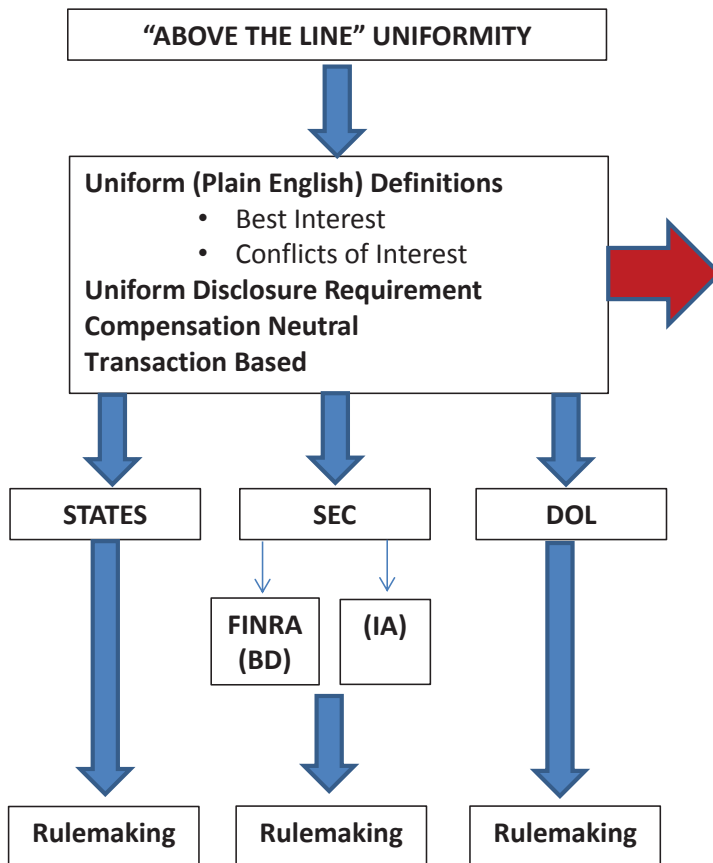 “ABOVE THE LINE” UNIFORMITY
Uniform (Plain English) Definitions
• Best Interest
• Conflicts of Interest
Uniform Disclosure Requirement
Compensation Neutral
Transaction Based
STATES
SEC
DOL
FINRA
(BD)
(IA)
Rulemaking
Rulemaking
Rulemaking